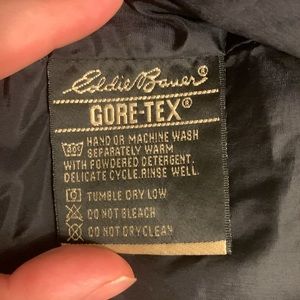 Eddie Bauer®
GORE-TEX®
HAND OR MACHINE WASH
SEPARATELY WARM
WITH POWDERED DETERGENT.
DELICATE CYCLE.RINSE WELL.
TUMBLE DRY LOW
DO NOT BLEACH
DO NOT DRYCLEAN